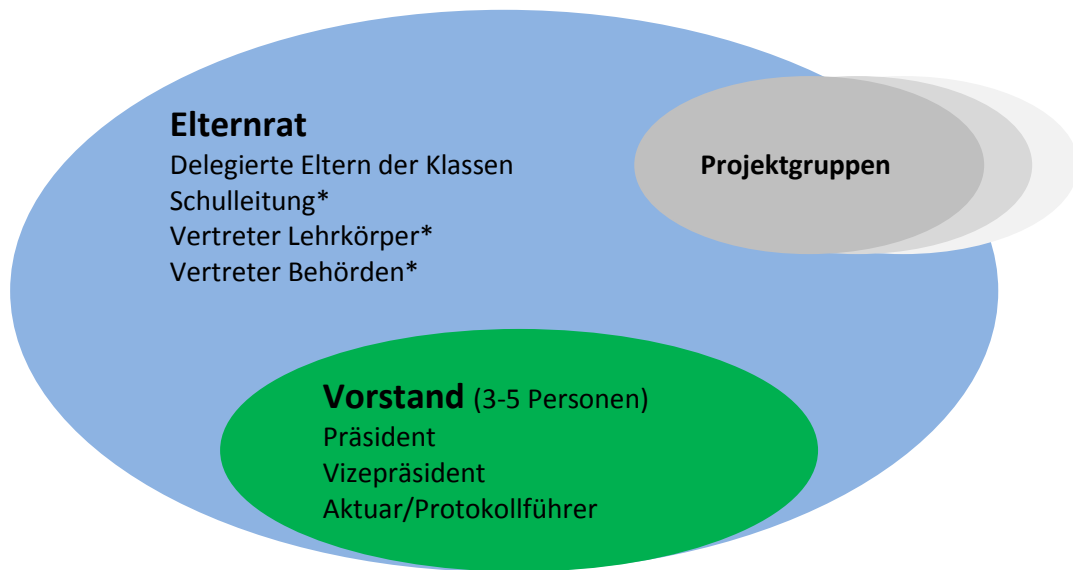 Elternrat
Delegierte Eltern der Klassen
Schulleitung*
Vertreter Lehrkörper*
Vertreter Behörden*
Projektgruppen
Vorstand (3-5 Personen)
Präsident
Vizepräsident
Aktuar/Protokollführer